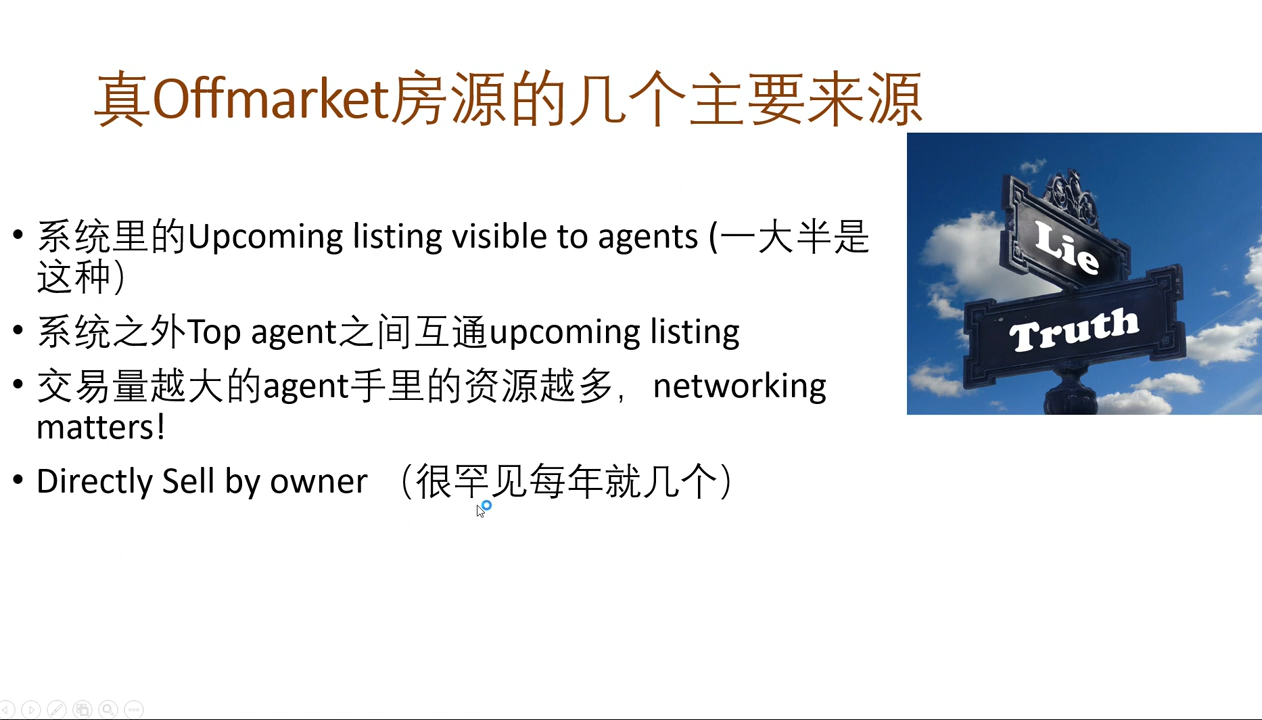 真Offmarket房源的几个主要来源
• 系统里的Upcoming listing visible to agents (一大半是
这种）
• 系统之外Top agent之间互通upcoming listing
• 交易量越大的agent手里的资源越多，networking
matters!
• Directly Sell by owner （很罕见每年就几个）
Lie
Truth